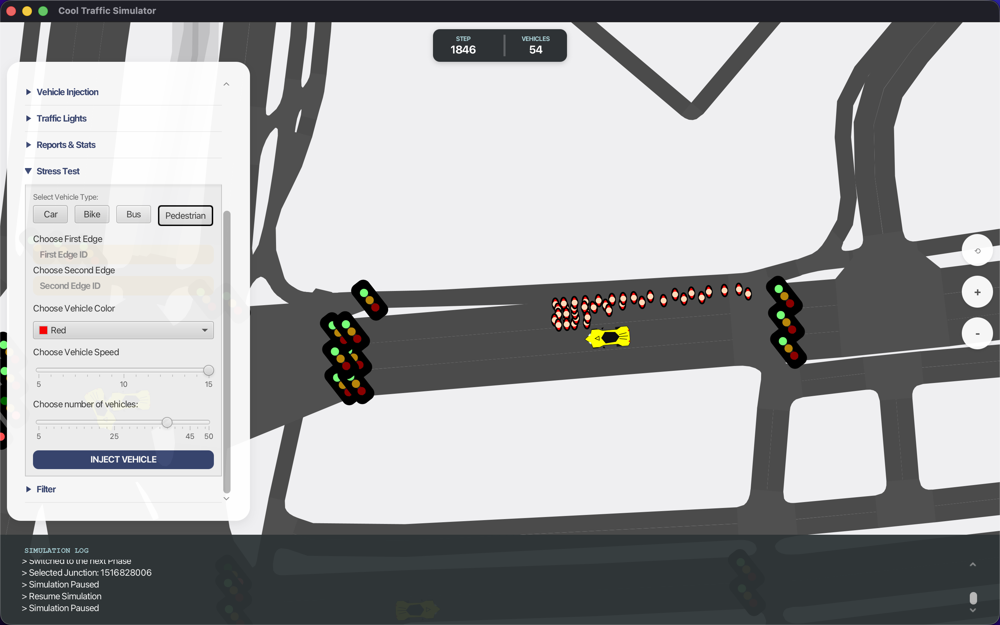 Cool Traffic Simulator
STEP
1846
VEHICLES
54
Vehicle Injection
Traffic Lights
Reports & Stats
Stress Test
Select Vehicle Type:
Car Bike Bus Pedestrian
Choose First Edge
First Edge ID
Choose Second Edge
Second Edge ID
Choose Vehicle Color
Red
Choose Vehicle Speed
5 10 15
Choose number of vehicles:
5 25 45 50
INJECT VEHICLE
Filter
+
-
SIMULATION LOG
> Switched to the next Phase
> Selected Junction: 1516828006
> Simulation Paused
> Resume Simulation
> Simulation Paused